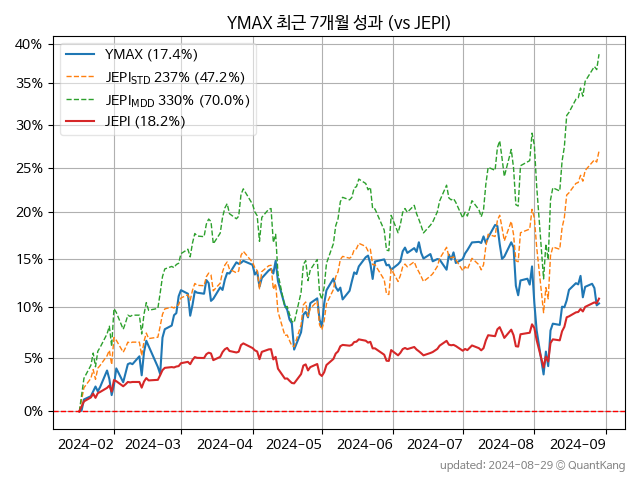 YMAX 최근 7개월 성과 (vs JEPI)
40%
35%
30%
25%
20%
15%
10%
5%
0%
YMAX (17.4%)
JEPI_STD 237% (47.2%)
JEPI_MDD 330% (70.0%)
JEPI (18.2%)
2024-02 2024-03 2024-04 2024-05 2024-06 2024-07 2024-08 2024-09
updated: 2024-08-29 © QuantKang